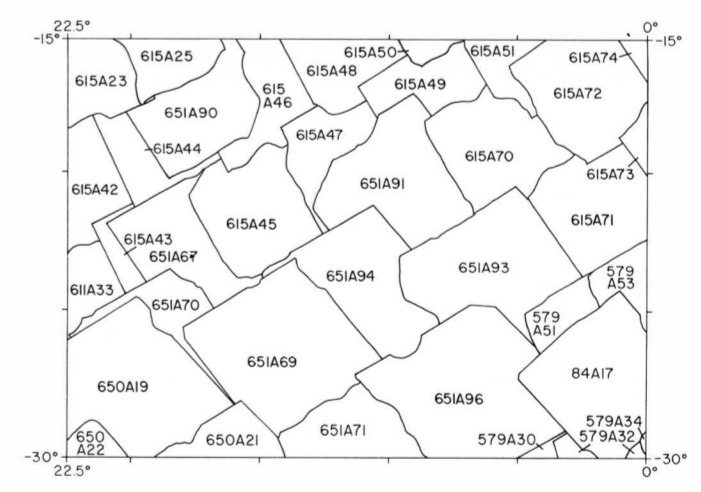 22.5° 0°
-15° -15°
615A25
615A50
615A51
615A74
615A23
615A48
615A49
615A72
615
A46
651A90
615A47
615A44
615A70
615A73
615A42
651A91
615A45
615A71
615A43
651A67
651A94
651A93
579
A53
611A33
651A70
579
A51
651A69
84A17
650A19
651A96
579A34
650
A22
650A21
651A71
579A30
579A32
-30° -30°
22.5° 0°